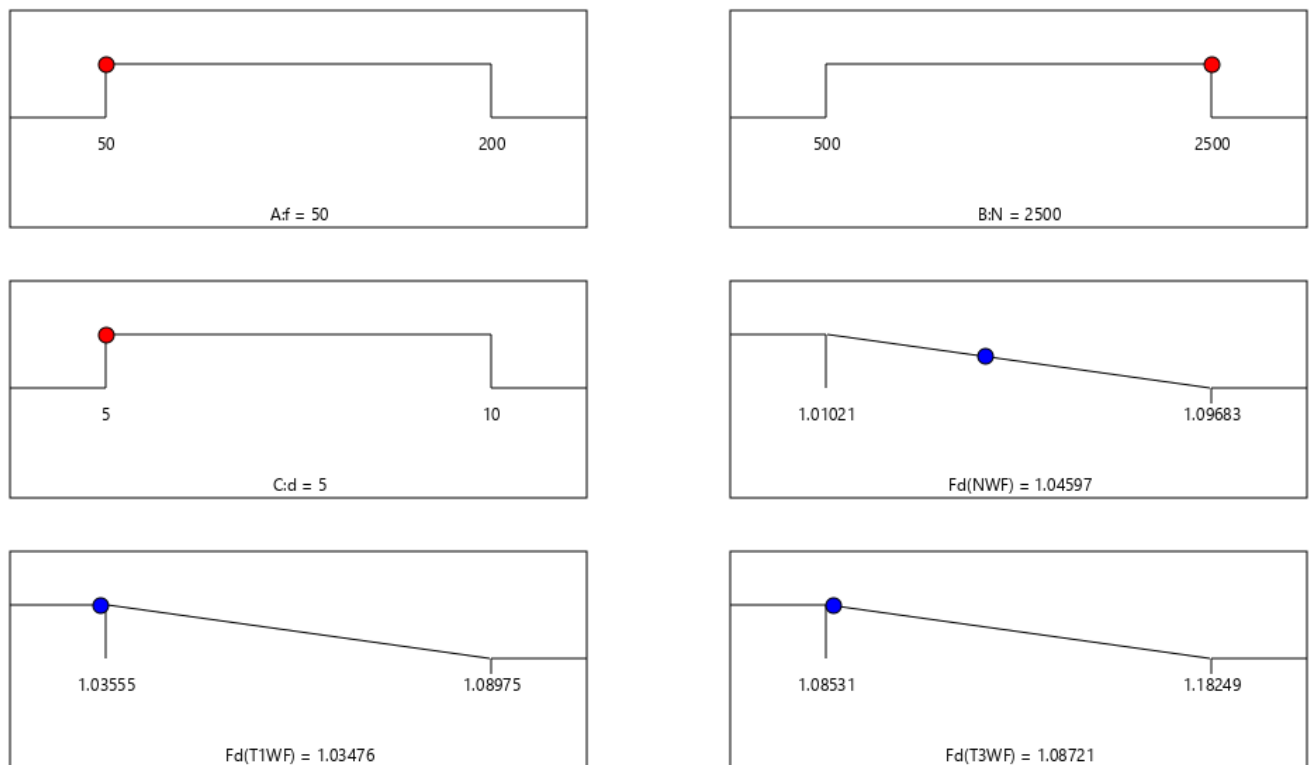 50 200
A:f = 50
500 2500
B:N = 2500
5 10
C:d = 5
1.01021 1.09683
Fd(NWF) = 1.04597
1.03555 1.08975
Fd(T1WF) = 1.03476
1.08531 1.18249
Fd(T3WF) = 1.08721